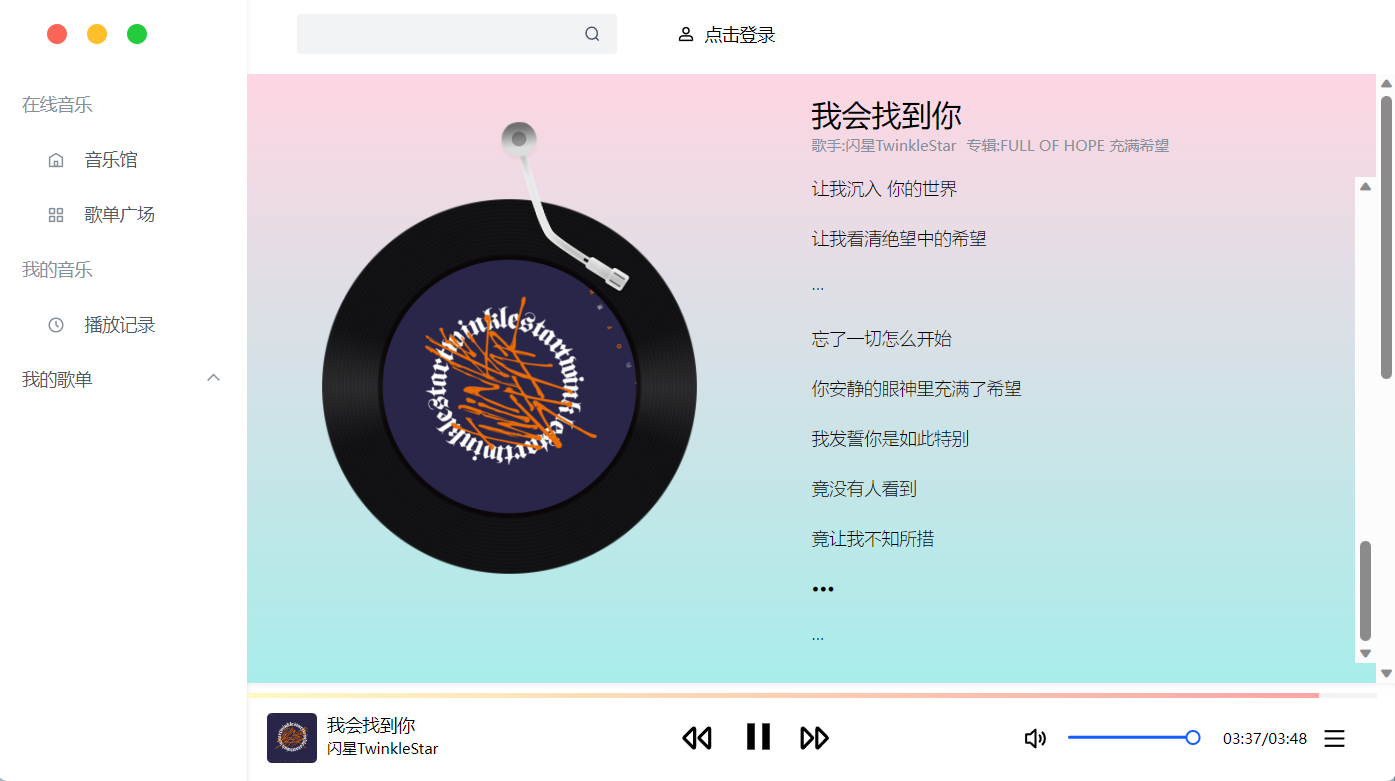 点击登录
在线音乐
音乐馆
歌单广场
我的音乐
播放记录
我的歌单
我会找到你
歌手:闪星TwinkleStar 专辑:FULL OF HOPE 充满希望
让我沉入 你的世界
让我看清绝望中的希望
...
忘了一切怎么开始
你安静的眼神里充满了希望
我发誓你是如此特别
竟没有人看到
竟让我不知所措
•••
...
twinklestartwinklestartwinklestar
我会找到你
闪星TwinkleStar
03:37/03:48